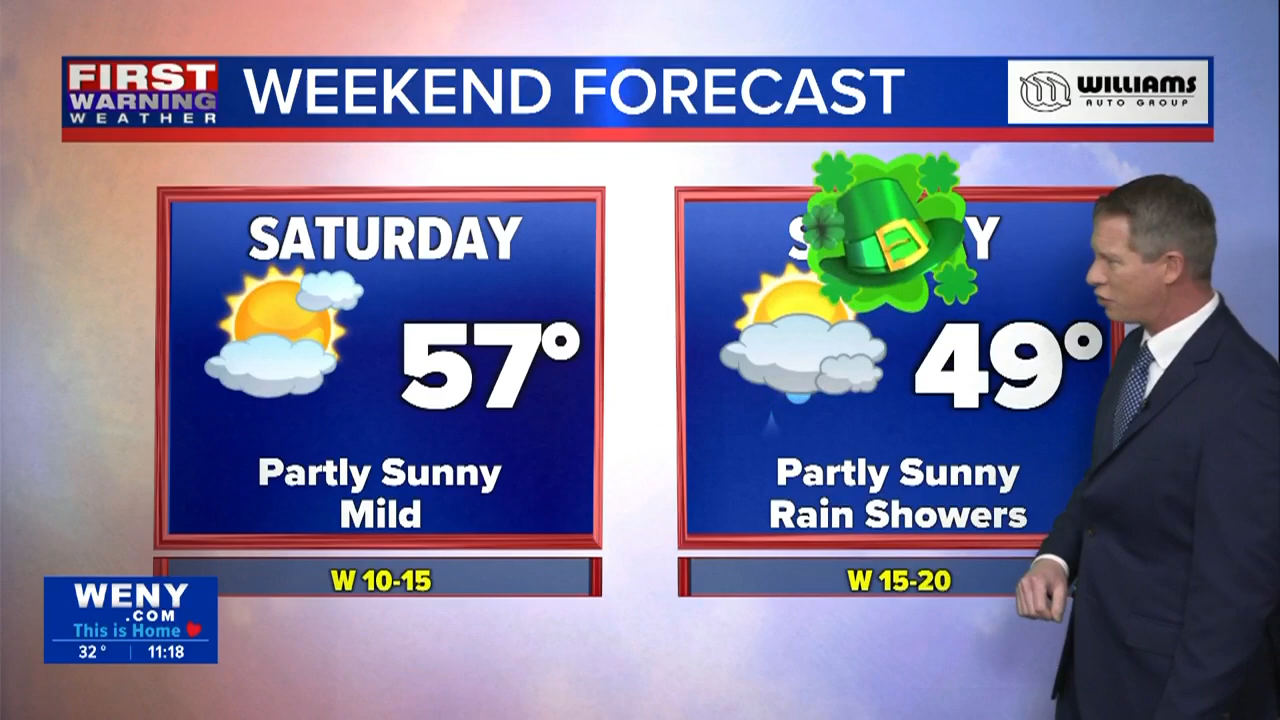 FIRST
WARNING
WEATHER
WEEKEND FORECAST
WILLIAMS
AUTO GROUP
SATURDAY
57°
Partly Sunny
Mild
W 10-15
S Y
49°
Partly Sunny
Rain Showers
W 15-20
WENY
.COM
This is Home
32° 11:18